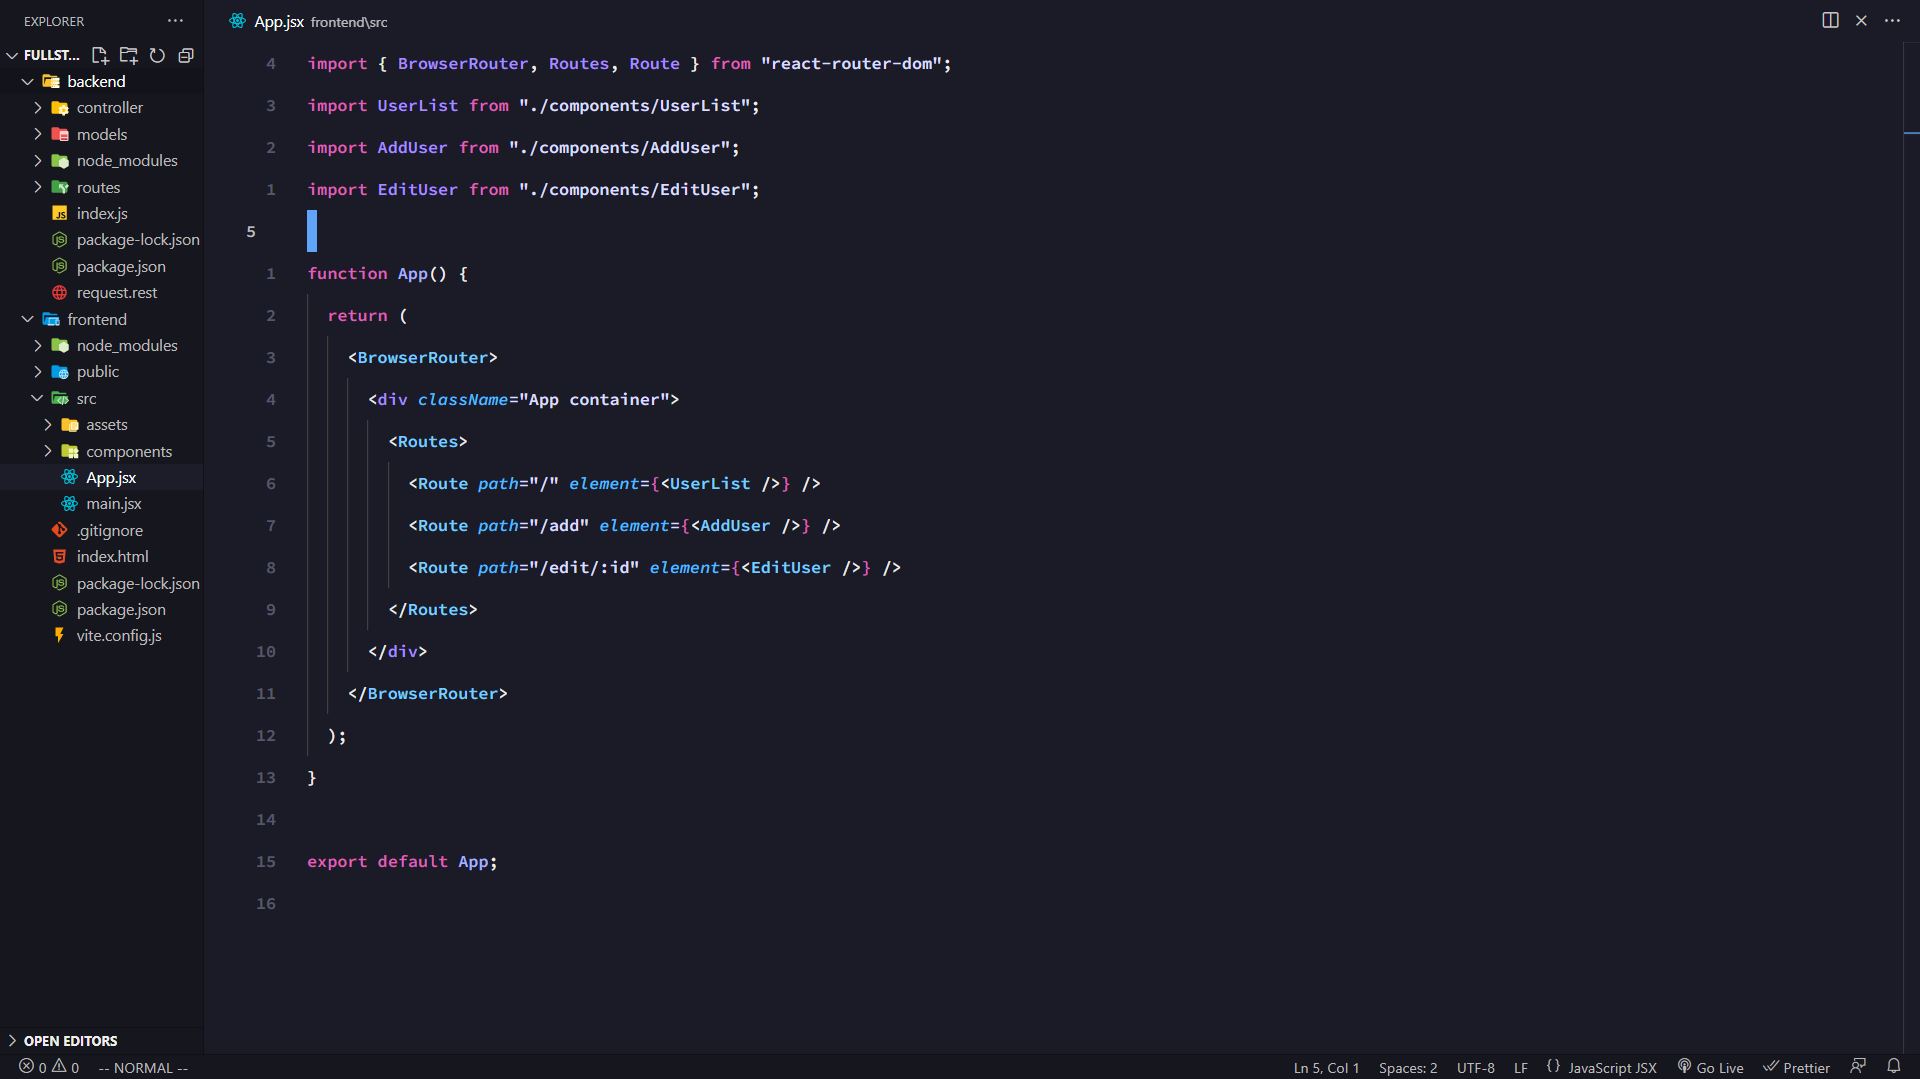 EXPLORER
FULLST...
backend
controller
models
node_modules
routes
index.js
package-lock.json
package.json
request.rest
frontend
node_modules
public
src
assets
components
App.jsx
main.jsx
.gitignore
index.html
package-lock.json
package.json
vite.config.js
OPEN EDITORS
App.jsx frontend\src
4 import { BrowserRouter, Routes, Route } from "react-router-dom";
3 import UserList from "./components/UserList";
2 import AddUser from "./components/AddUser";
1 import EditUser from "./components/EditUser";
5
1 function App() {
2 return (
3 <BrowserRouter>
4 <div className="App container">
5 <Routes>
6 <Route path="/" element={<UserList />} />
7 <Route path="/add" element={<AddUser />} />
8 <Route path="/edit/:id" element={<EditUser />} />
9 </Routes>
10 </div>
11 </BrowserRouter>
12 );
13 }
14
15 export default App;
16
0 0 -- NORMAL -- Ln 5, Col 1 Spaces: 2 UTF-8 LF {} JavaScript JSX Go Live Prettier